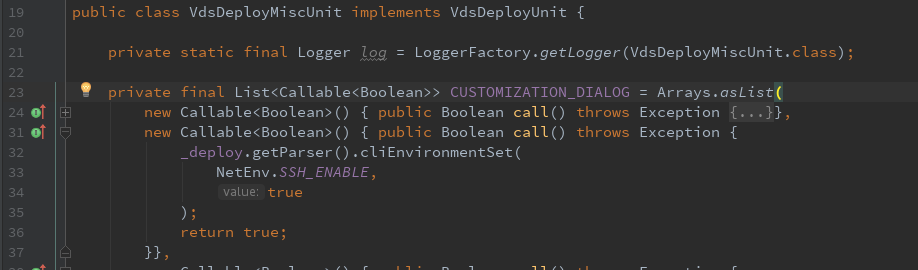 19 public class VdsDeployMiscUnit implements VdsDeployUnit {
20
21 private static final Logger log = LoggerFactory.getLogger(VdsDeployMiscUnit.class);
22
23 private final List<Callable<Boolean>> CUSTOMIZATION_DIALOG = Arrays.asList(
24 new Callable<Boolean>() { public Boolean call() throws Exception {...}},
31 new Callable<Boolean>() { public Boolean call() throws Exception {
32 _deploy.getParser().cliEnvironmentSet(
33 NetEnv.SSH_ENABLE,
34 value: true
35 );
36 return true;
37 }},